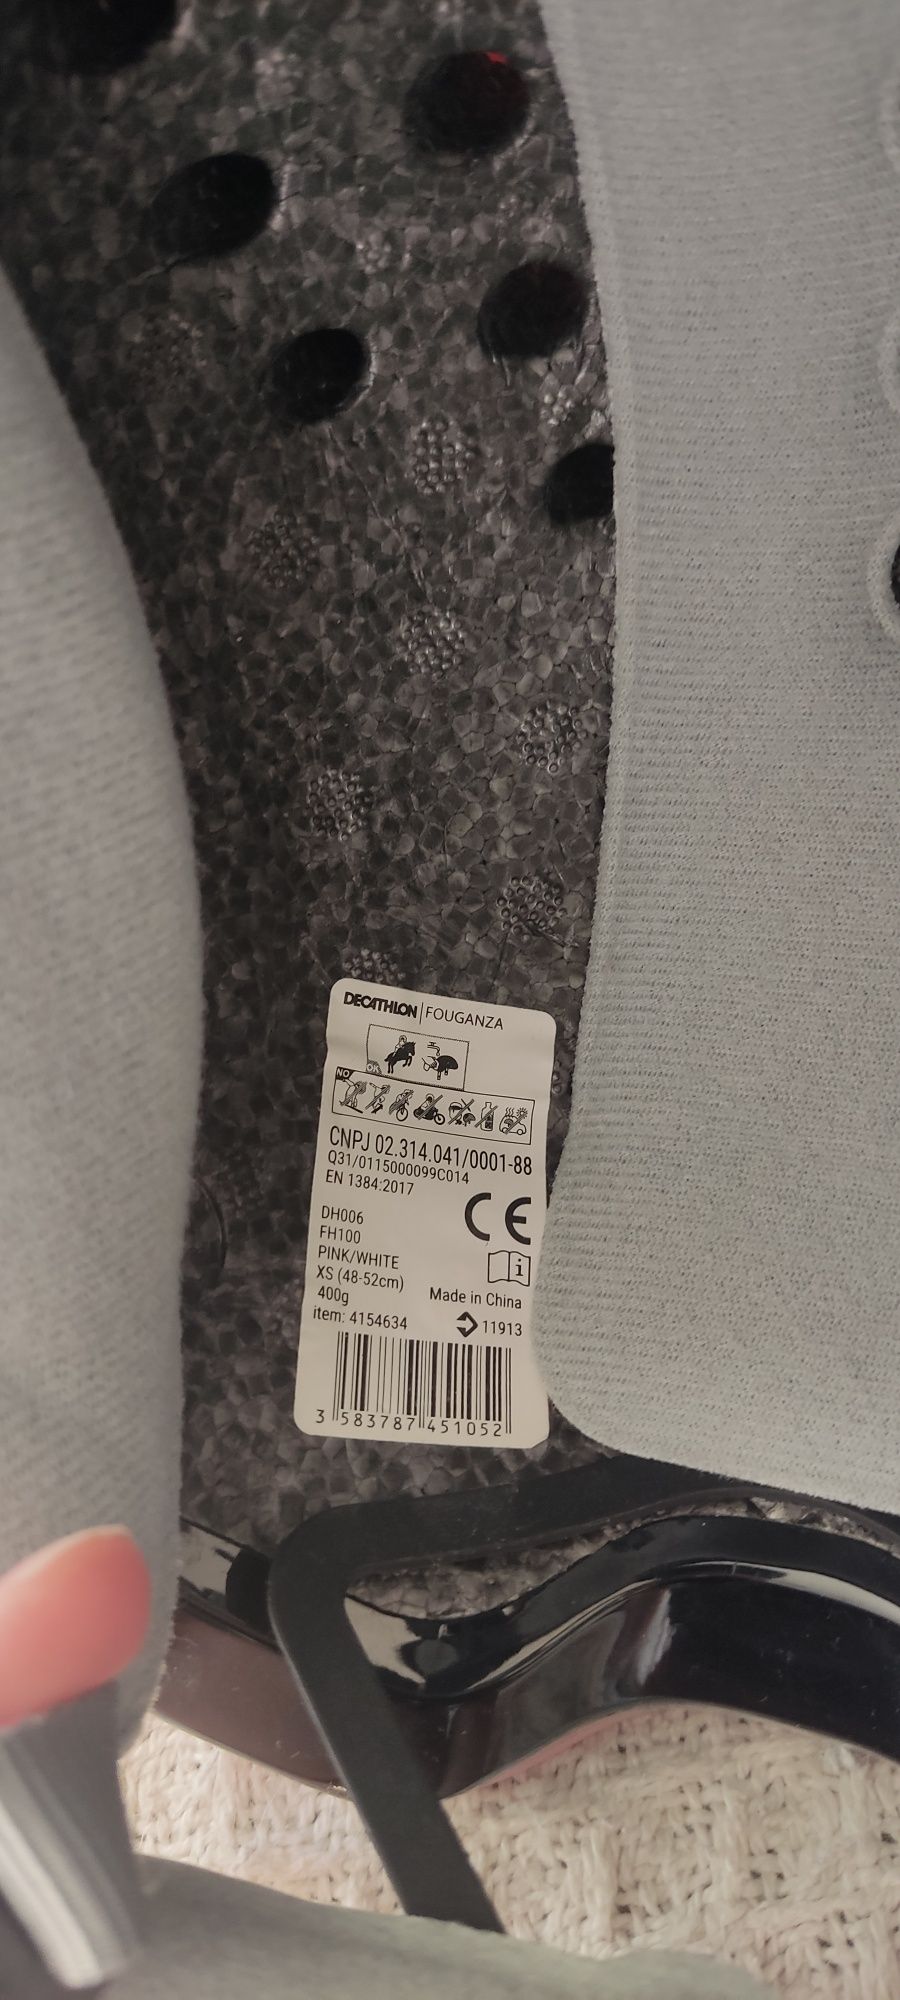 DECATHLON | FOUGANZA
OK
NO
CNPJ 02.314.041/0001-88
Q31/0115000099C014
EN 1384:2017
CE
DH006
FH100
PINK/WHITE
i
XS (48-52cm)
400g
Made in China
item: 4154634
11913
3 583787 451052